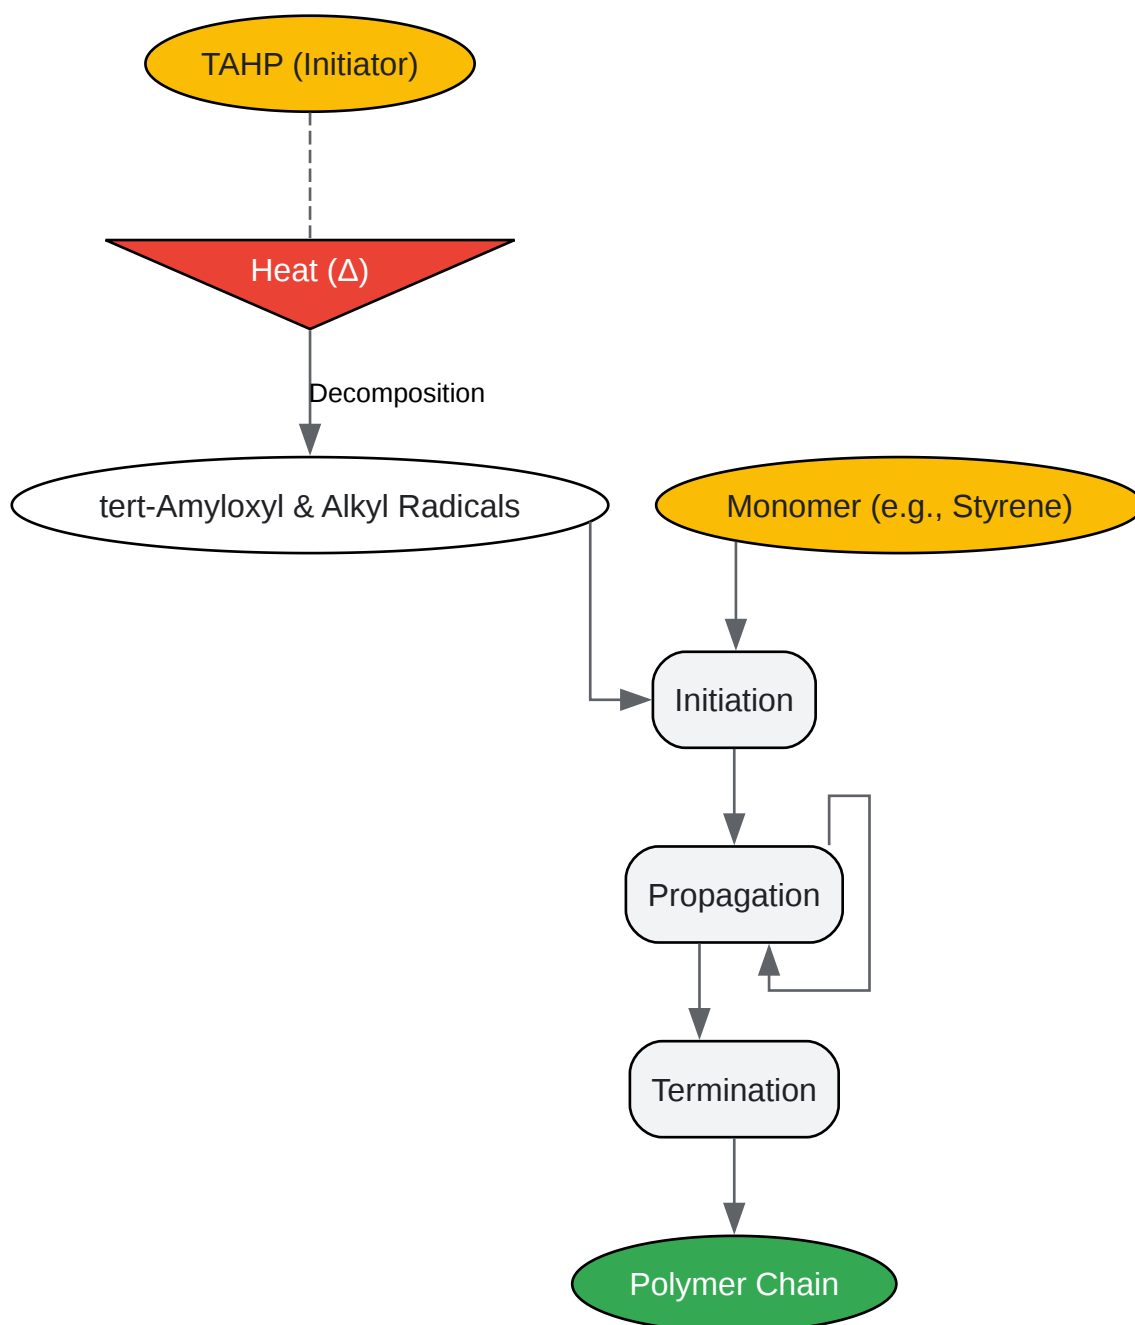 TAHP (Initiator)
Heat (Δ)
Decomposition
tert-Amyloxyl & Alkyl Radicals
Monomer (e.g., Styrene)
Initiation
Propagation
Termination
Polymer Chain